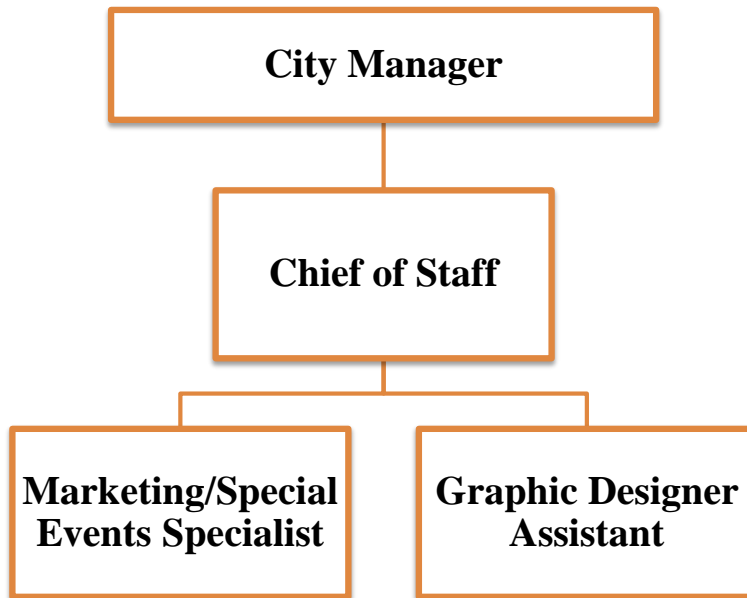 City Manager
Chief of Staff
Marketing/Special
Events Specialist
Graphic Designer
Assistant